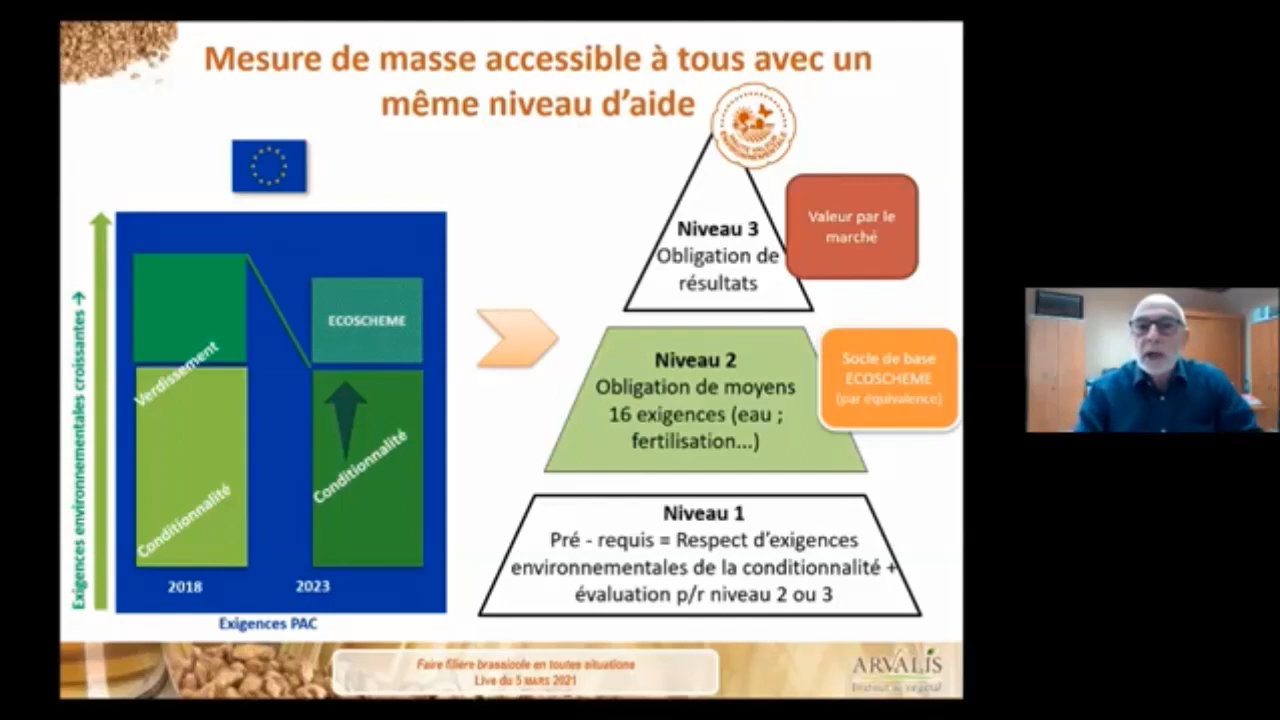 Mesure de masse accessible à tous avec un
même niveau d'aide
Exigences environnementales croissantes →
Verdissement
Conditionnalité
2018
ECOSCHEME
Conditionnalité
2023
Exigences PAC
ENVIRONNEMENTALE
Niveau 3
Obligation de
résultats
Valeur par le
marché
Niveau 2
Obligation de moyens
16 exigences (eau ;
fertilisation...)
Socle de base
ECOSCHEME
(par équivalence)
Niveau 1
Pré - requis = Respect d'exigences
environnementales de la conditionnalité +
évaluation p/r niveau 2 ou 3
Faire filière brassicole en toutes situations
Live du 5 MARS 2021
ARVALIS
Institut du végétal